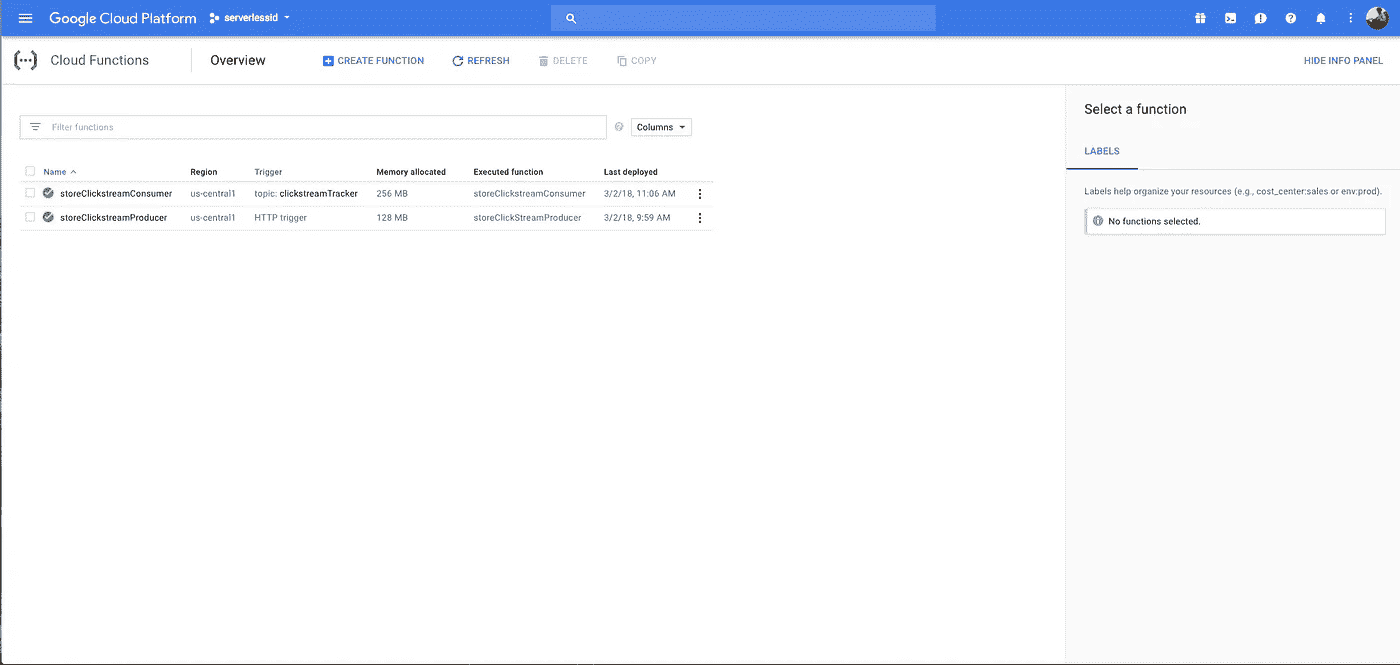 Google Cloud Platform serverlessid
Cloud Functions Overview CREATE FUNCTION REFRESH DELETE COPY HIDE INFO PANEL
Select a function
Filter functions Columns
LABELS
Name Region Trigger Memory allocated Executed function Last deployed
storeClickstreamConsumer us-central1 topic: clickstreamTracker 256 MB storeClickstreamConsumer 3/2/18, 11:06 AM
Labels help organize your resources (e.g., cost_center:sales or env:prod).
storeClickstreamProducer us-central1 HTTP trigger 128 MB storeClickStreamProducer 3/2/18, 9:59 AM
No functions selected.